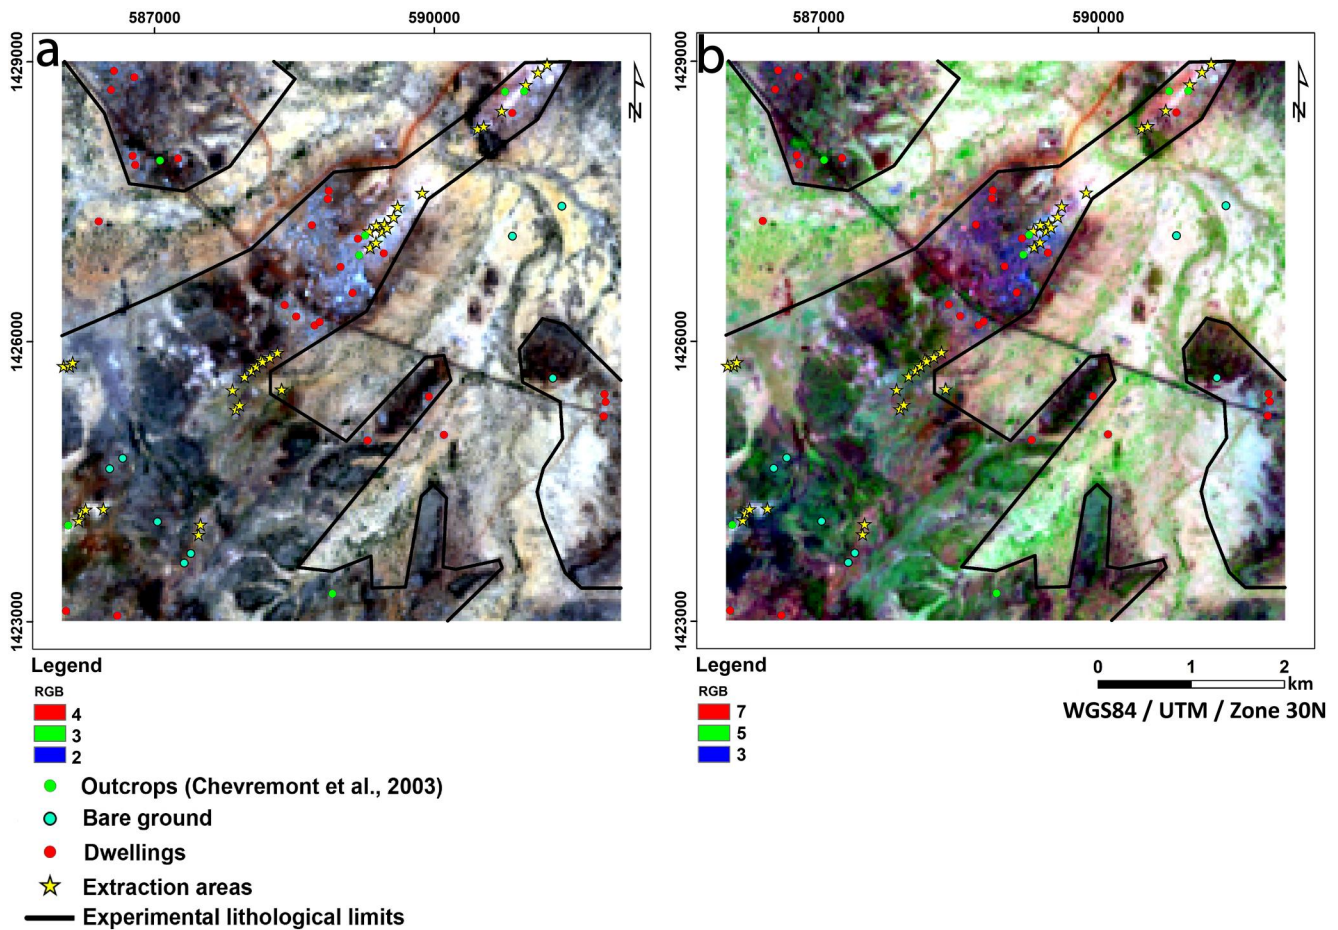 587000 590000 587000 590000
a b
1429000 1429000
N N
1426000 1426000
1423000 1423000
Legend Legend
RGB RGB
4 7
3 5
2 3
0 1 2
km
WGS84 / UTM / Zone 30N
Outcrops (Chevremont et al., 2003)
Bare ground
Dwellings
Extraction areas
Experimental lithological limits